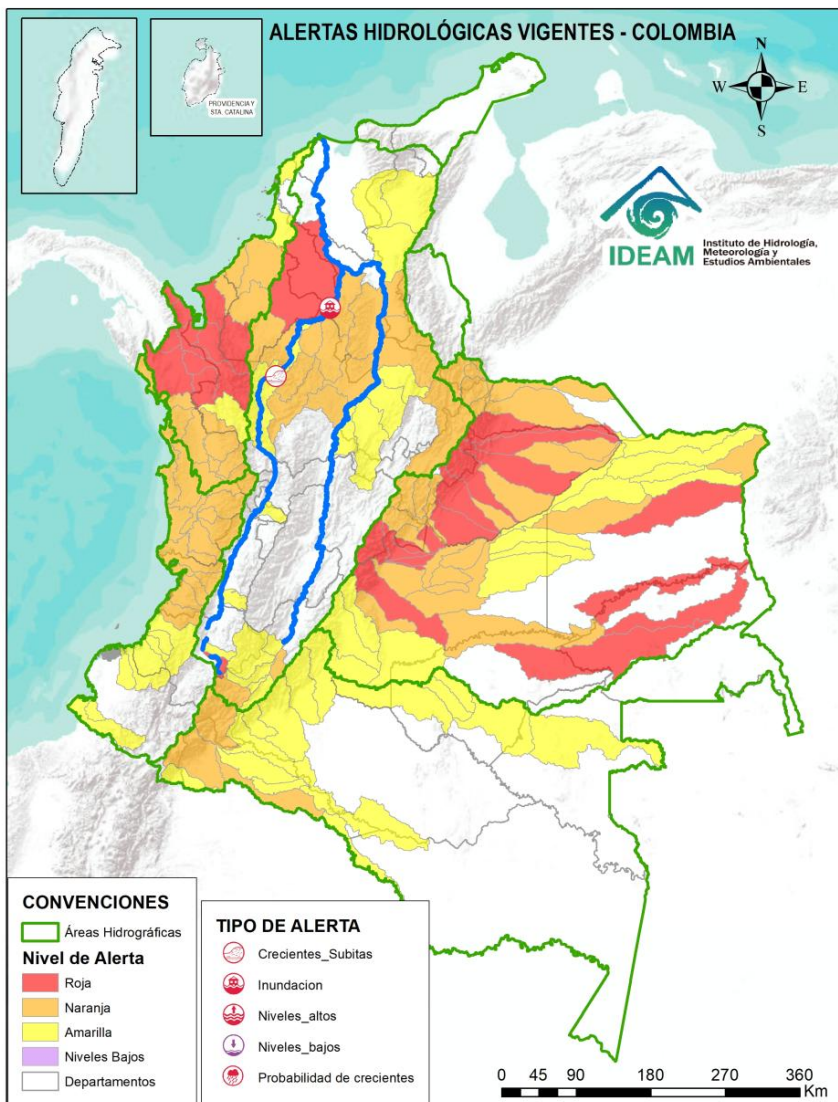 ALERTAS HIDROLÓGICAS VIGENTES - COLOMBIA
PROVIDENCIA Y
STA. CATALINA
N
W
E
S
IDEAM
Instituto de Hidrología,
Meteorología y
Estudios Ambientales
CONVENCIONES
Áreas Hidrográficas
Nivel de Alerta
Roja
Naranja
Amarilla
Niveles Bajos
Departamentos
TIPO DE ALERTA
Crecientes_Subitas
Inundacion
Niveles_altos
Niveles_bajos
Probabilidad de crecientes
0 45 90 180 270 360
Km